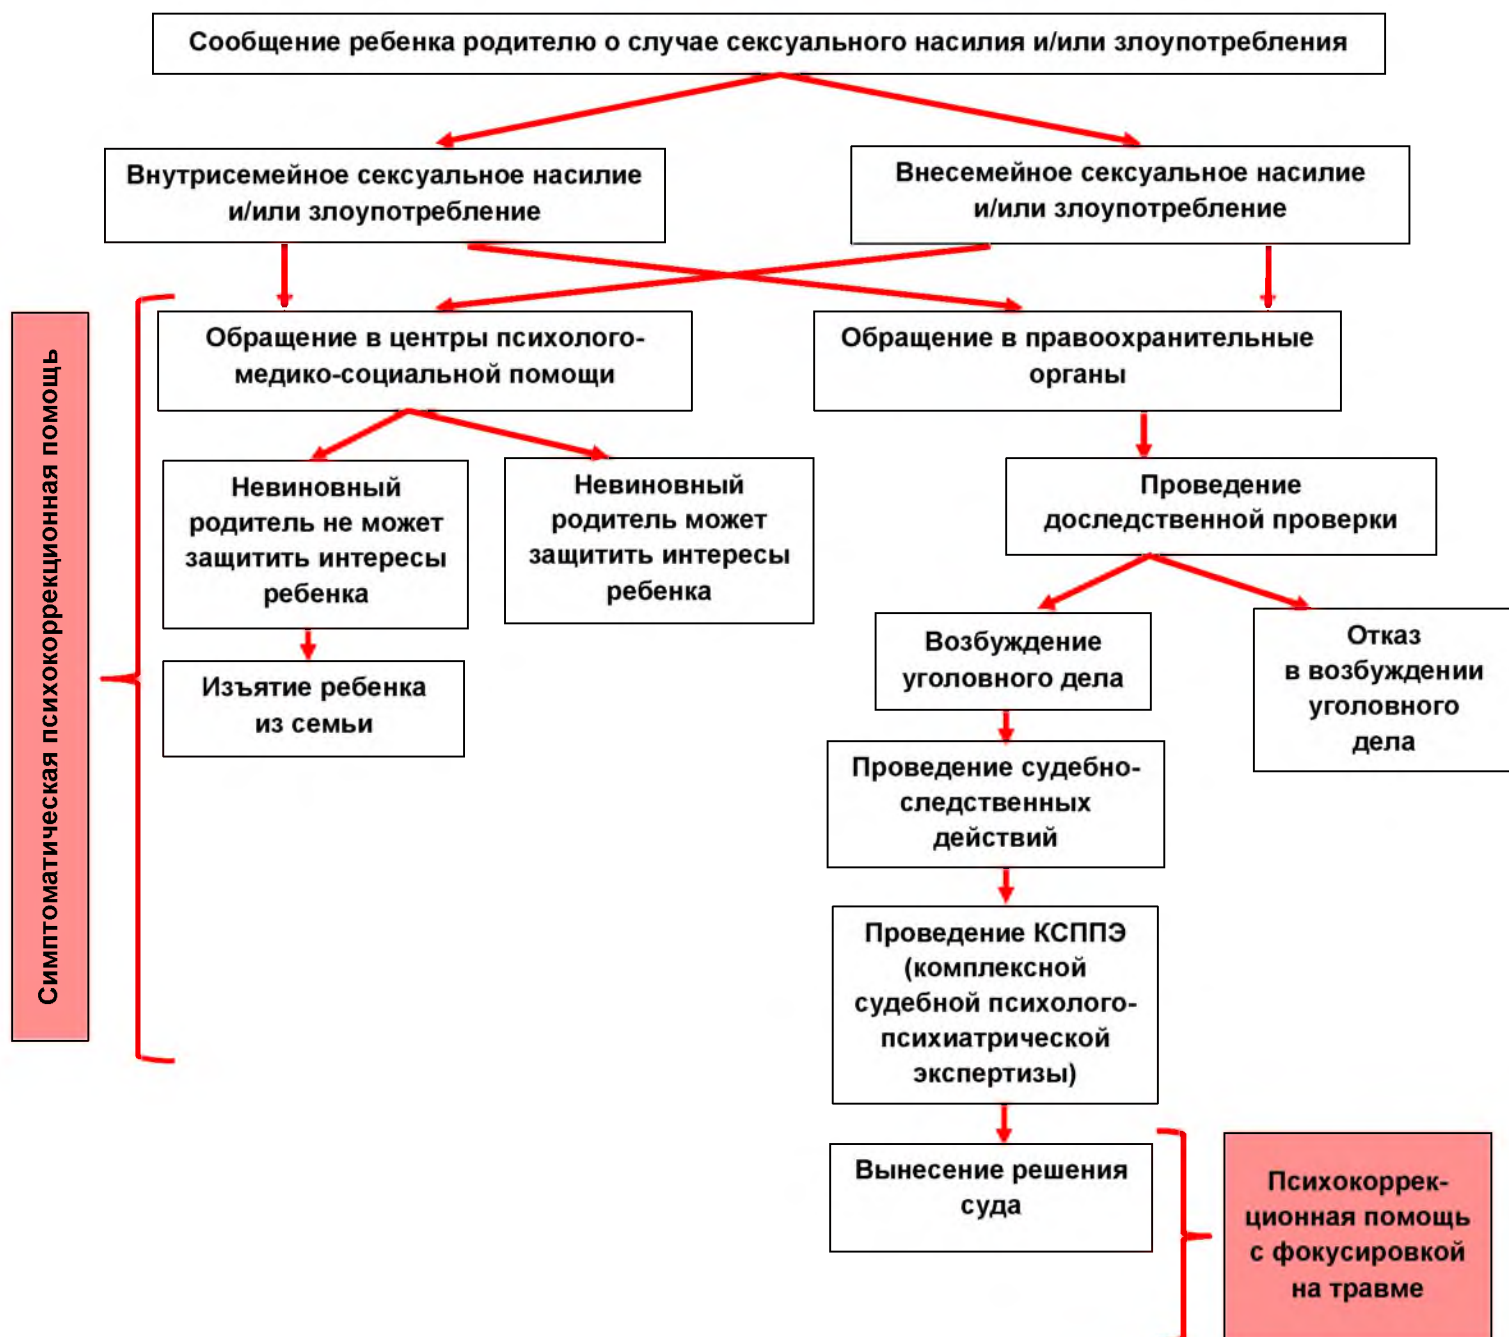 Сообщение ребенка родителю о случае сексуального насилия и/или злоупотребления
Внутрисемейное сексуальное насилие
и/или злоупотребление
Внесемейное сексуальное насилие
и/или злоупотребление
Симптоматическая психокоррекционная помощь
Обращение в центры психолого-
медико-социальной помощи
Обращение в правоохранительные
органы
Невиновный
родитель не может
защитить интересы
ребенка
Невиновный
родитель может
защитить интересы
ребенка
Проведение
доследственной проверки
Изъятие ребенка
из семьи
Возбуждение
уголовного дела
Отказ
в возбуждении
уголовного
дела
Проведение судебно-
следственных
действий
Проведение КСППЭ
(комплексной
судебной психолого-
психиатрической
экспертизы)
Вынесение решения
суда
Психокоррек-
ционная помощь
с фокусировкой
на травме